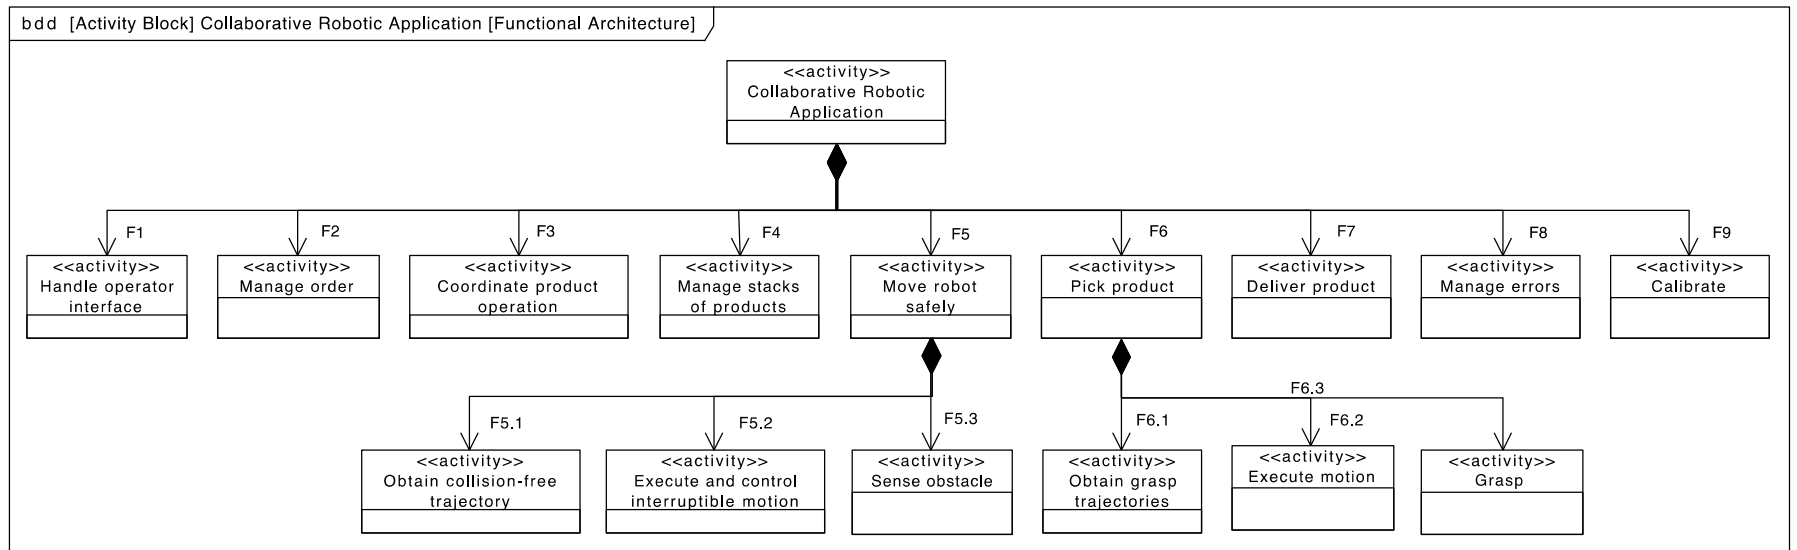 bdd [Activity Block] Collaborative Robotic Application [Functional Architecture]
<<activity>>
Collaborative Robotic
Application
F1
F2
F3
F4
F5
F6
F7
F8
F9
<<activity>>
Handle operator
interface
<<activity>>
Manage order
<<activity>>
Coordinate product
operation
<<activity>>
Manage stacks
of products
<<activity>>
Move robot
safely
<<activity>>
Pick product
<<activity>>
Deliver product
<<activity>>
Manage errors
<<activity>>
Calibrate
F5.1
F5.2
F5.3
F6.1
F6.2
F6.3
<<activity>>
Obtain collision-free
trajectory
<<activity>>
Execute and control
interruptible motion
<<activity>>
Sense obstacle
<<activity>>
Obtain grasp
trajectories
<<activity>>
Execute motion
<<activity>>
Grasp